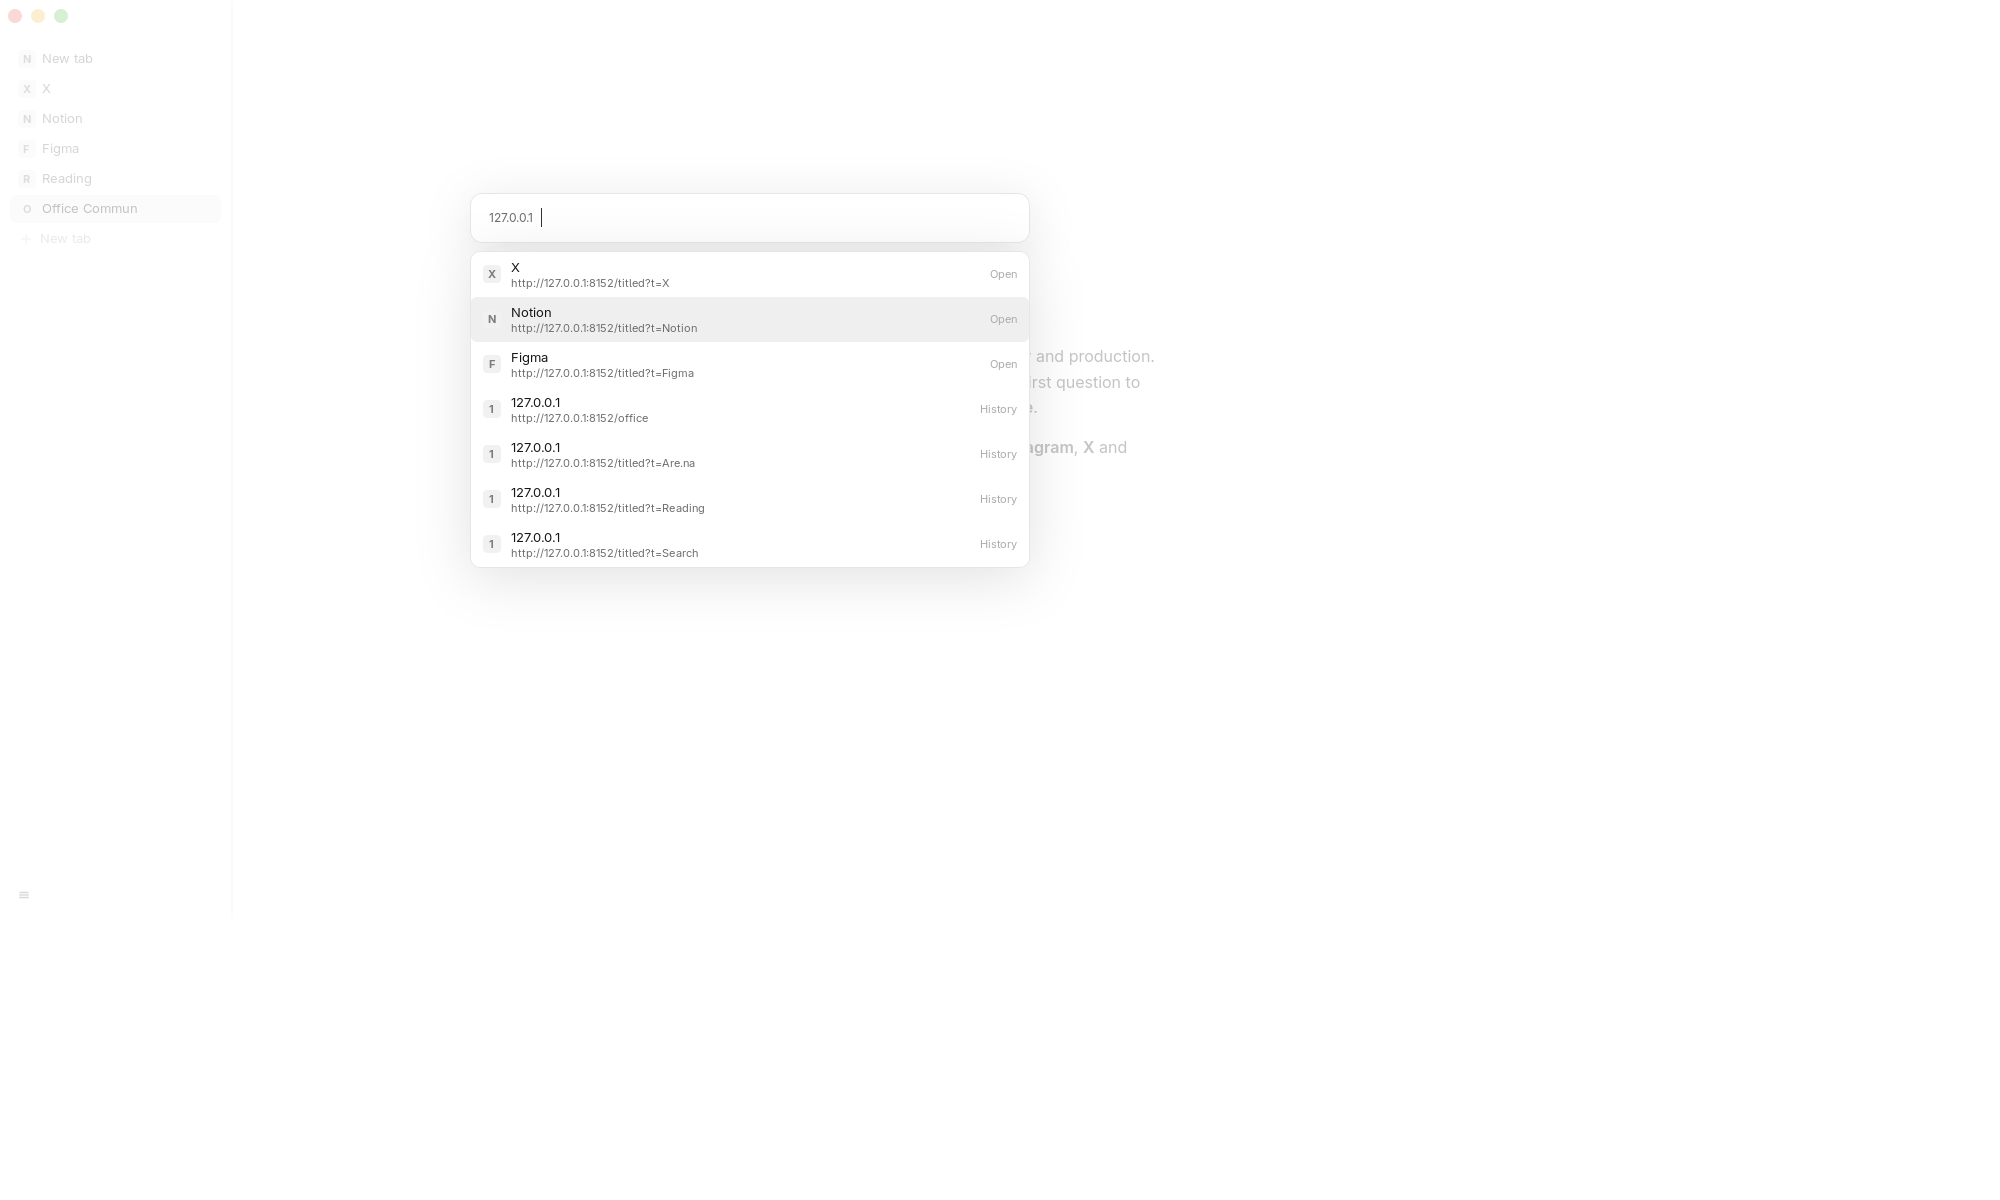 N New tab
X X
N Notion
F Figma
R Reading
O Office Commun
+ New tab
127.0.0.1
X X
http://127.0.0.1:8152/titled?t=X
Open
N Notion
http://127.0.0.1:8152/titled?t=Notion
Open
F Figma
http://127.0.0.1:8152/titled?t=Figma
Open
1 127.0.0.1
http://127.0.0.1:8152/office
History
1 127.0.0.1
http://127.0.0.1:8152/titled?t=Are.na
History
1 127.0.0.1
http://127.0.0.1:8152/titled?t=Reading
History
1 127.0.0.1
http://127.0.0.1:8152/titled?t=Search
History
and production.
question to
X and